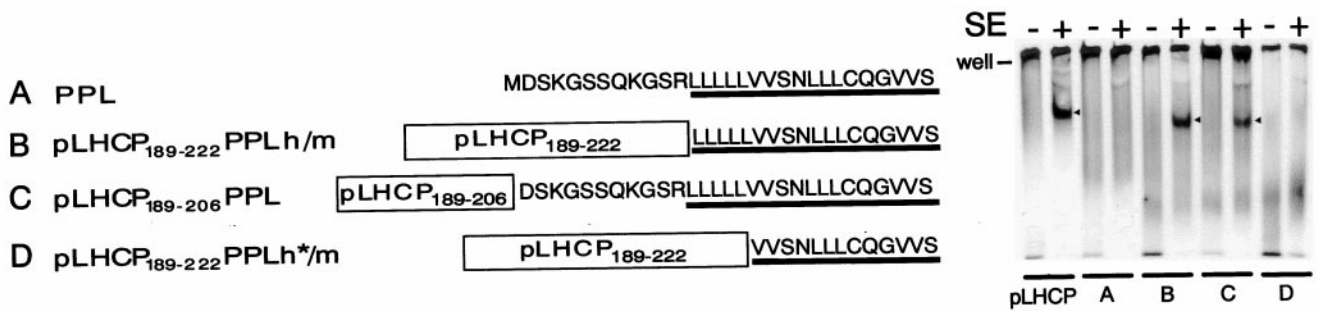 A PPL MDSKGSSQKGSRLLLLLVVSNLLLCQGVVS
B pLHCP189-222PPLh/m pLHCP189-222 LLLLLVVSNLLLCQGVVS
C pLHCP189-206PPL pLHCP189-206 DSKGSSQKGSRLLLLLVVSNLLLCQGVVS
D pLHCP189-222PPLh*/m pLHCP189-222 VVSNLLLCQGVVS
SE - + - + - + - + - +
well
pLHCP A B C D